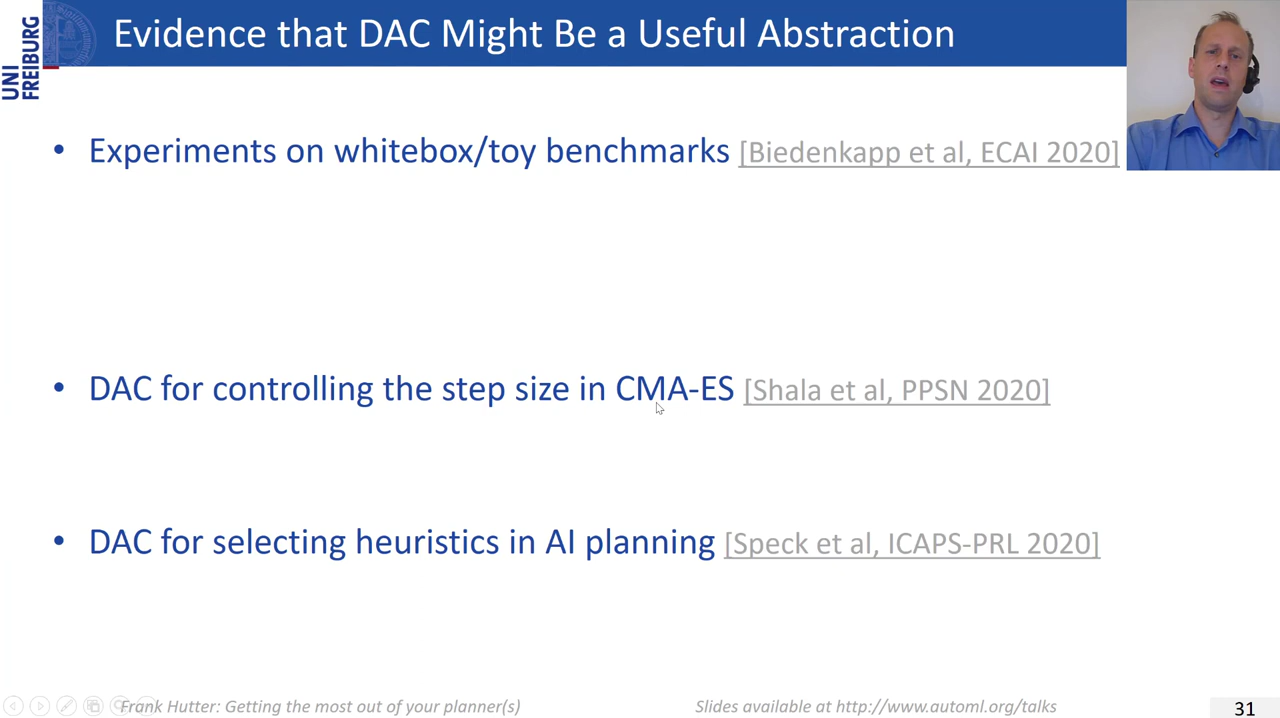 UNI
FREIBURG
Evidence that DAC Might Be a Useful Abstraction
• Experiments on whitebox/toy benchmarks [Biedenkapp et al, ECAI 2020]
• DAC for controlling the step size in CMA-ES [Shala et al, PPSN 2020]
• DAC for selecting heuristics in AI planning [Speck et al, ICAPS-PRL 2020]
Frank Hutter: Getting the most out of your planner(s)
Slides available at http://www.automl.org/talks
31